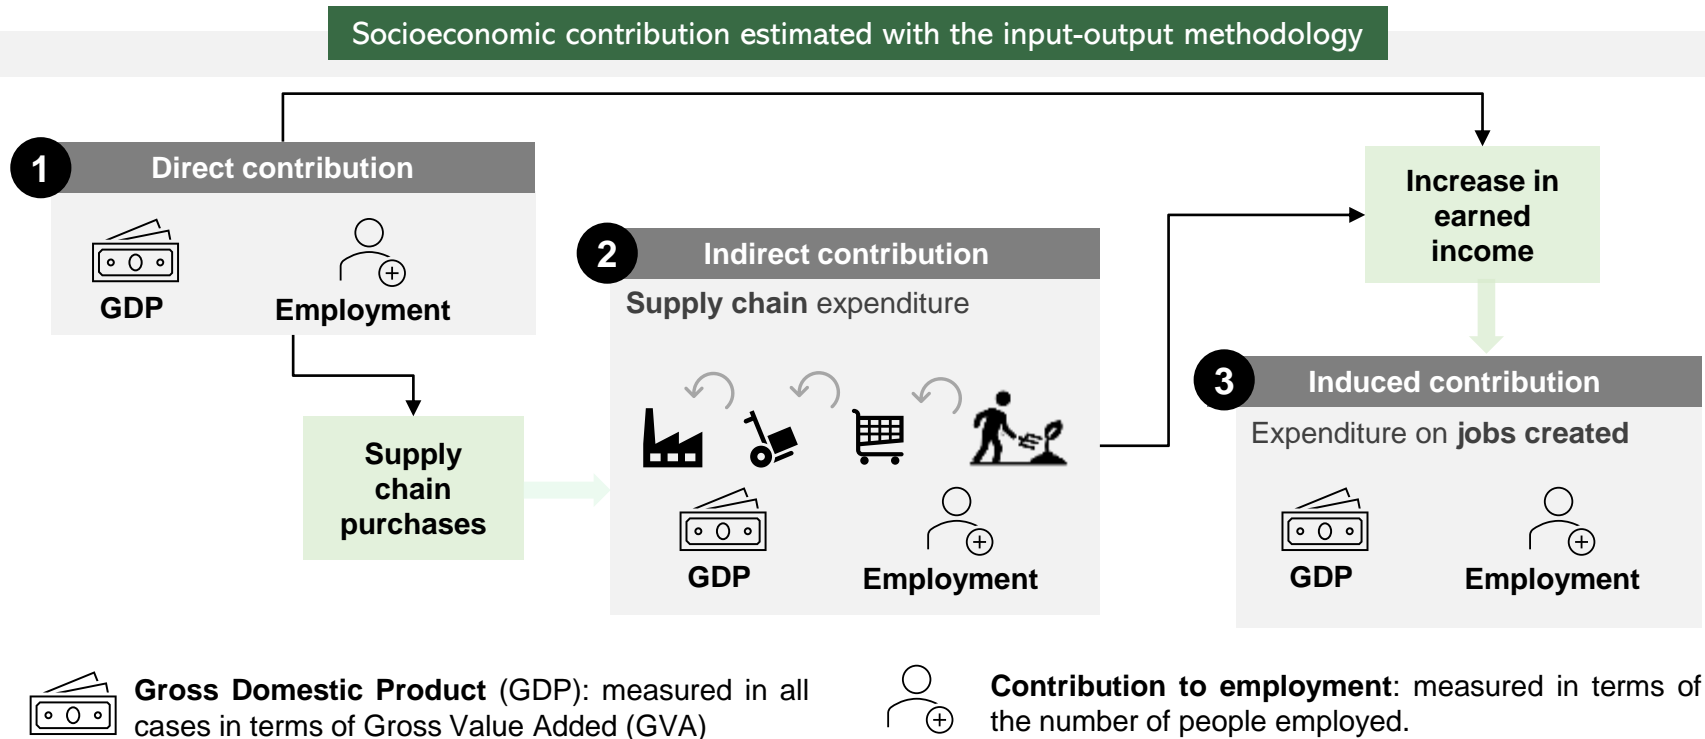 Socioeconomic contribution estimated with the input-output methodology
1
Direct contribution
GDP
Employment
Supply
chain
purchases
2
Indirect contribution
Supply chain expenditure
GDP
Employment
Increase in
earned
income
3
Induced contribution
Expenditure on jobs created
GDP
Employment
Gross Domestic Product (GDP): measured in all
cases in terms of Gross Value Added (GVA)
Contribution to employment: measured in terms of
the number of people employed.